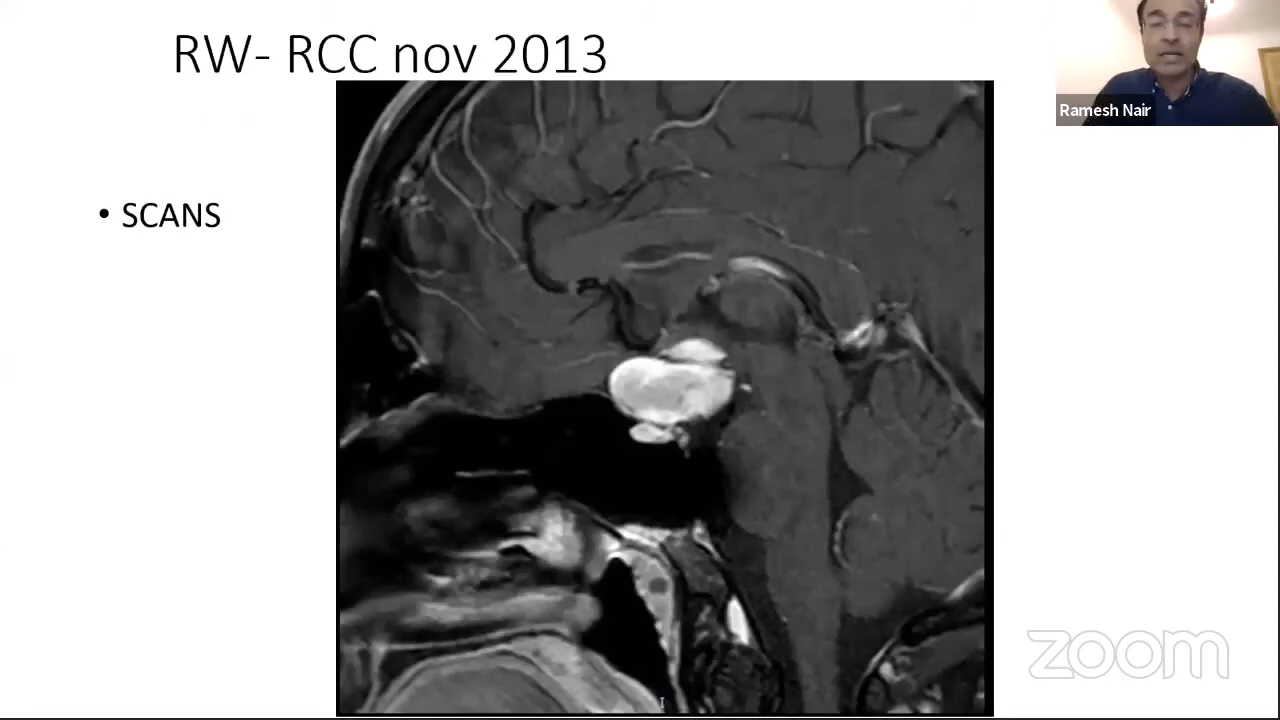 RW- RCC nov 2013
Ramesh Nair
• SCANS
zoom
I